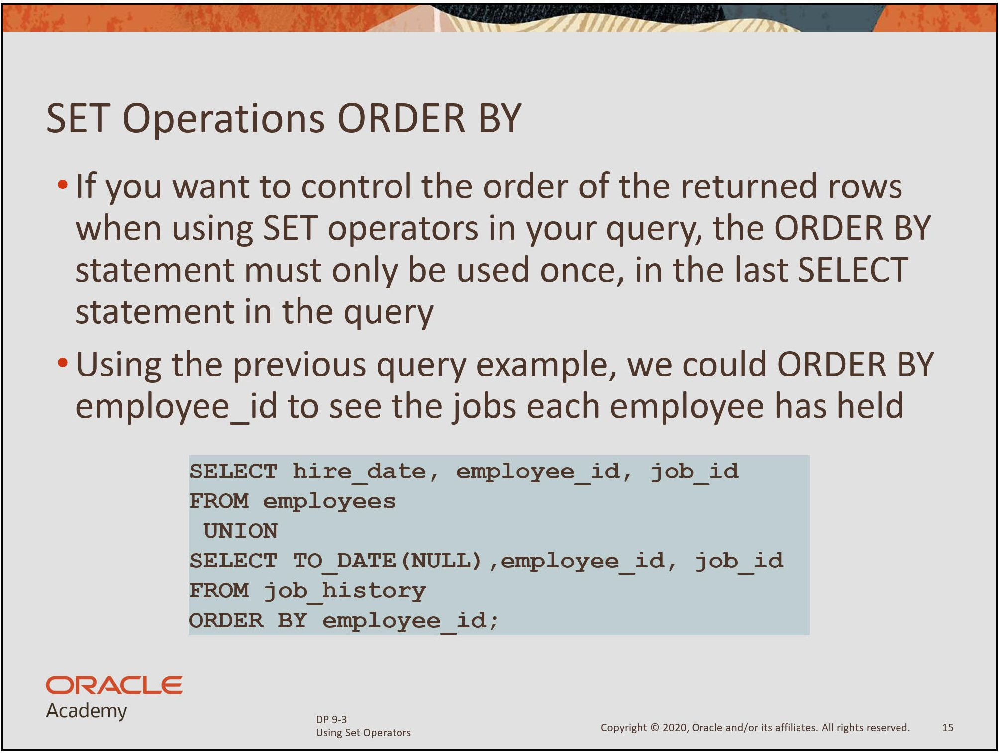 SET Operations ORDER BY
•If you want to control the order of the returned rows
when using SET operators in your query, the ORDER BY
statement must only be used once, in the last SELECT
statement in the query
•Using the previous query example, we could ORDER BY
employee_id to see the jobs each employee has held
SELECT hire_date, employee_id, job_id
FROM employees
 UNION
SELECT TO_DATE(NULL),employee_id, job_id
FROM job_history
ORDER BY employee_id;
ORACLE
Academy
DP 9-3
Using Set Operators
Copyright © 2020, Oracle and/or its affiliates. All rights reserved. 15